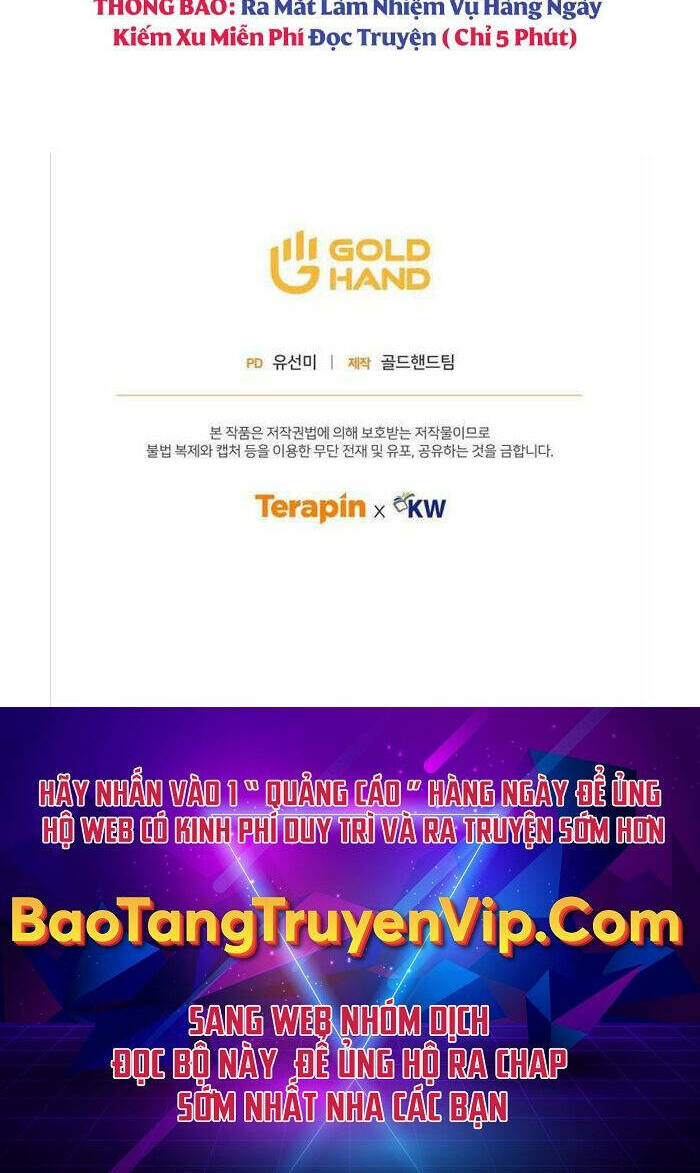 THÔNG BÁO: Ra Mắt Làm Nhiệm Vụ Hàng Ngày
Kiếm Xu Miễn Phí Đọc Truyện ( Chỉ 5 Phút)
GOLD
HAND
PD 유선미 | 제작 골드핸드팀
본 작품은 저작권법에 의해 보호받는 저작물이므로
불법 복제와 캡처 등을 이용한 무단 전재 및 유포, 공유하는 것을 금합니다.
Terapin x KW
HÃY NHẤN VÀO 1 “ QUẢNG CÁO ” HÀNG NGÀY ĐỂ ỦNG
HỘ WEB CÓ KINH PHÍ DUY TRÌ VÀ RA TRUYỆN SỚM HƠN
BaoTangTruyenVip.Com
SANG WEB NHÓM DỊCH
ĐỌC BỘ NÀY ĐỂ ỦNG HỘ RA CHAP
SỚM NHẤT NHA CÁC BẠN